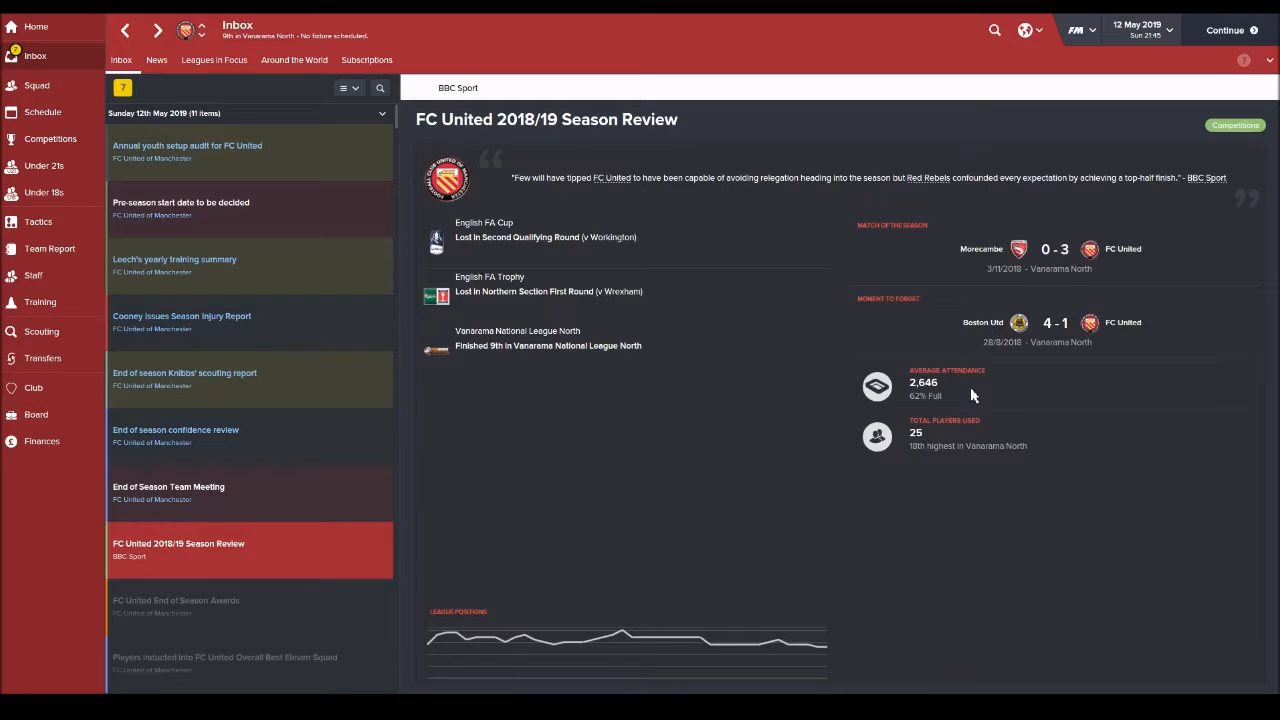 Home
Inbox
9th in Vanarama North - No fixture scheduled.
FM
12 May 2019
Sun 21:45
Continue
7
Inbox
Inbox
News
Leagues in Focus
Around the World
Subscriptions
?
Squad
Schedule
Competitions
Under 21s
Under 18s
Tactics
Team Report
Staff
Training
Scouting
Transfers
Club
Board
Finances
7
Sunday 12th May 2019 (11 items)
Annual youth setup audit for FC United
FC United of Manchester
Pre-season start date to be decided
FC United of Manchester
Leech's yearly training summary
FC United of Manchester
Cooney issues Season Injury Report
FC United of Manchester
End of season Knibbs' scouting report
FC United of Manchester
End of season confidence review
FC United of Manchester
End of Season Team Meeting
FC United of Manchester
FC United 2018/19 Season Review
BBC Sport
FC United End of Season Awards
FC United of Manchester
Players inducted into FC United Overall Best Eleven Squad
FC United of Manchester
BBC Sport
FC United 2018/19 Season Review
Competitions
"Few will have tipped FC United to have been capable of avoiding relegation heading into the season but Red Rebels confounded every expectation by achieving a top-half finish." - BBC Sport
English FA Cup
Lost in Second Qualifying Round (v Workington)
English FA Trophy
Lost in Northern Section First Round (v Wrexham)
Vanarama National League North
Finished 9th in Vanarama National League North
MATCH OF THE SEASON
Morecambe 0 - 3 FC United
3/11/2018 - Vanarama North
MOMENT TO FORGET
Boston Utd 4 - 1 FC United
28/8/2018 - Vanarama North
AVERAGE ATTENDANCE
2,646
62% Full
TOTAL PLAYERS USED
25
18th highest in Vanarama North
LEAGUE POSITIONS